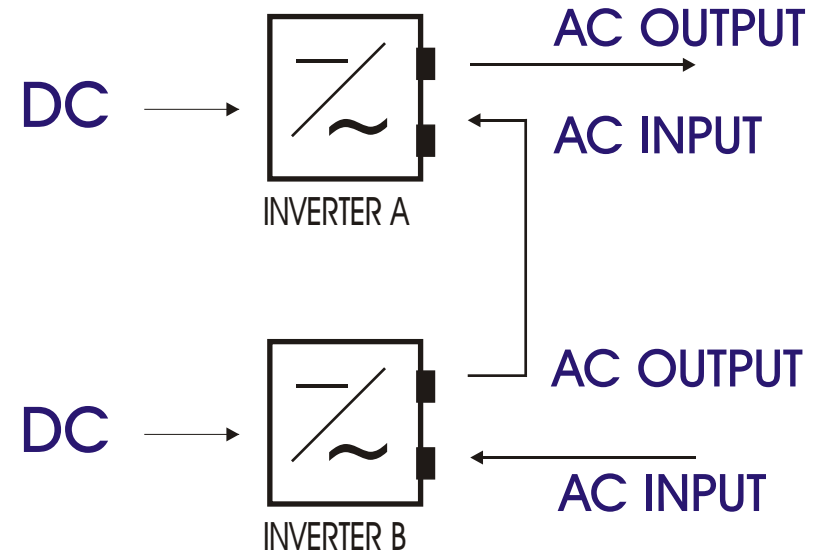 AC OUTPUT
DC
AC INPUT
INVERTER A
AC OUTPUT
DC
AC INPUT
INVERTER B